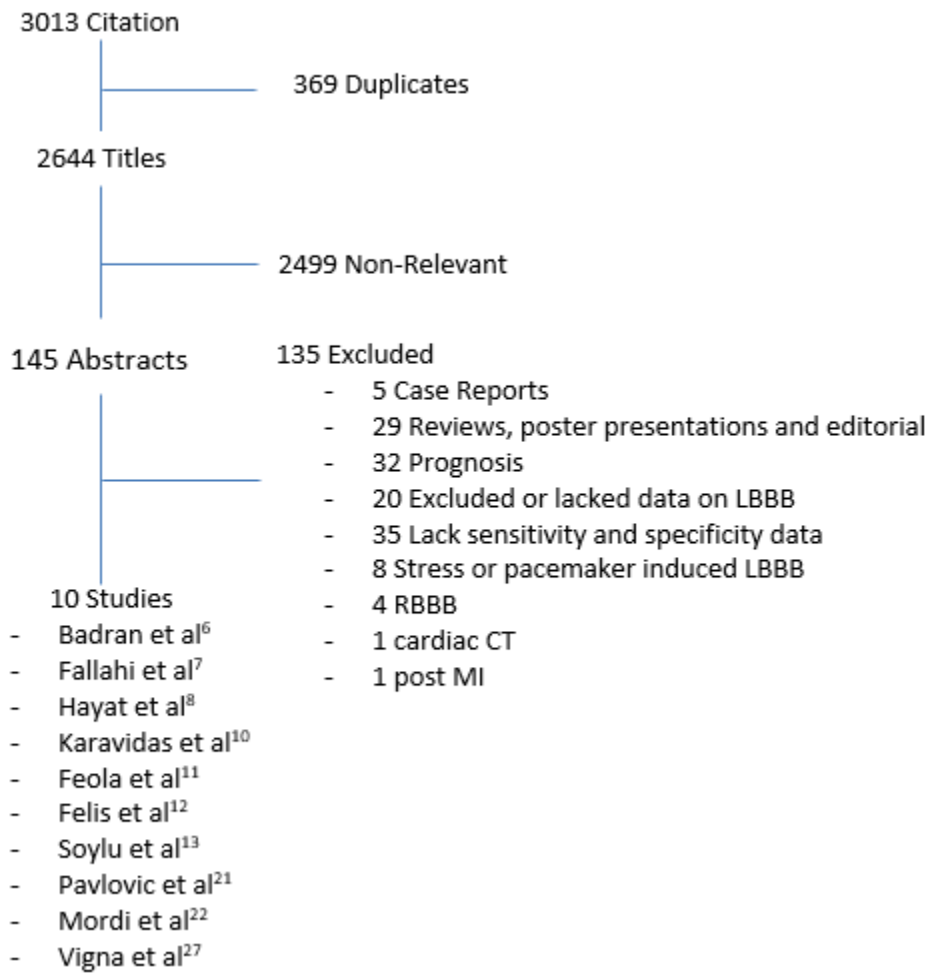 3013 Citation
369 Duplicates
2644 Titles
2499 Non-Relevant
145 Abstracts
135 Excluded
- 5 Case Reports
- 29 Reviews, poster presentations and editorial
- 32 Prognosis
- 20 Excluded or lacked data on LBBB
- 35 Lack sensitivity and specificity data
- 8 Stress or pacemaker induced LBBB
- 4 RBBB
- 1 cardiac CT
- 1 post MI
10 Studies
- Badran et al⁶
- Fallahi et al⁷
- Hayat et al⁸
- Karavidas et al¹⁰
- Feola et al¹¹
- Felis et al¹²
- Soylu et al¹³
- Pavlovic et al²¹
- Mordi et al²²
- Vigna et al²⁷